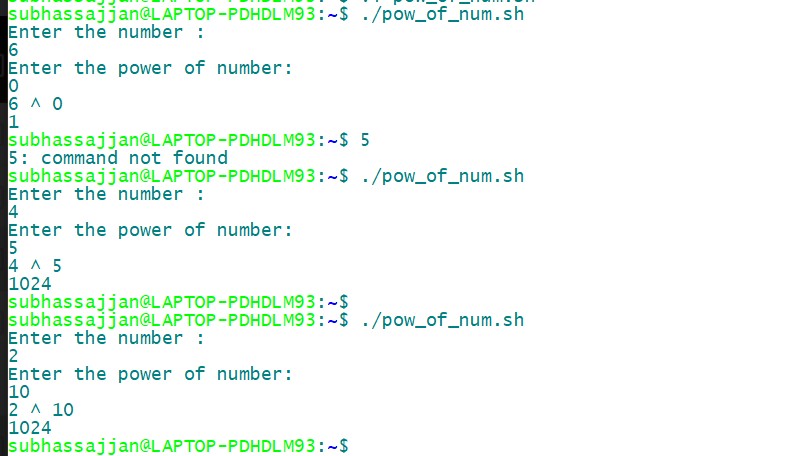 subhassajjan@LAPTOP-PDHDLM93:~$ ./pow_of_num.sh
Enter the number :
6
Enter the power of number:
0
6 ^ 0
1
subhassajjan@LAPTOP-PDHDLM93:~$ 5
5: command not found
subhassajjan@LAPTOP-PDHDLM93:~$ ./pow_of_num.sh
Enter the number :
4
Enter the power of number:
5
4 ^ 5
1024
subhassajjan@LAPTOP-PDHDLM93:~$
subhassajjan@LAPTOP-PDHDLM93:~$ ./pow_of_num.sh
Enter the number :
2
Enter the power of number:
10
2 ^ 10
1024
subhassajjan@LAPTOP-PDHDLM93:~$